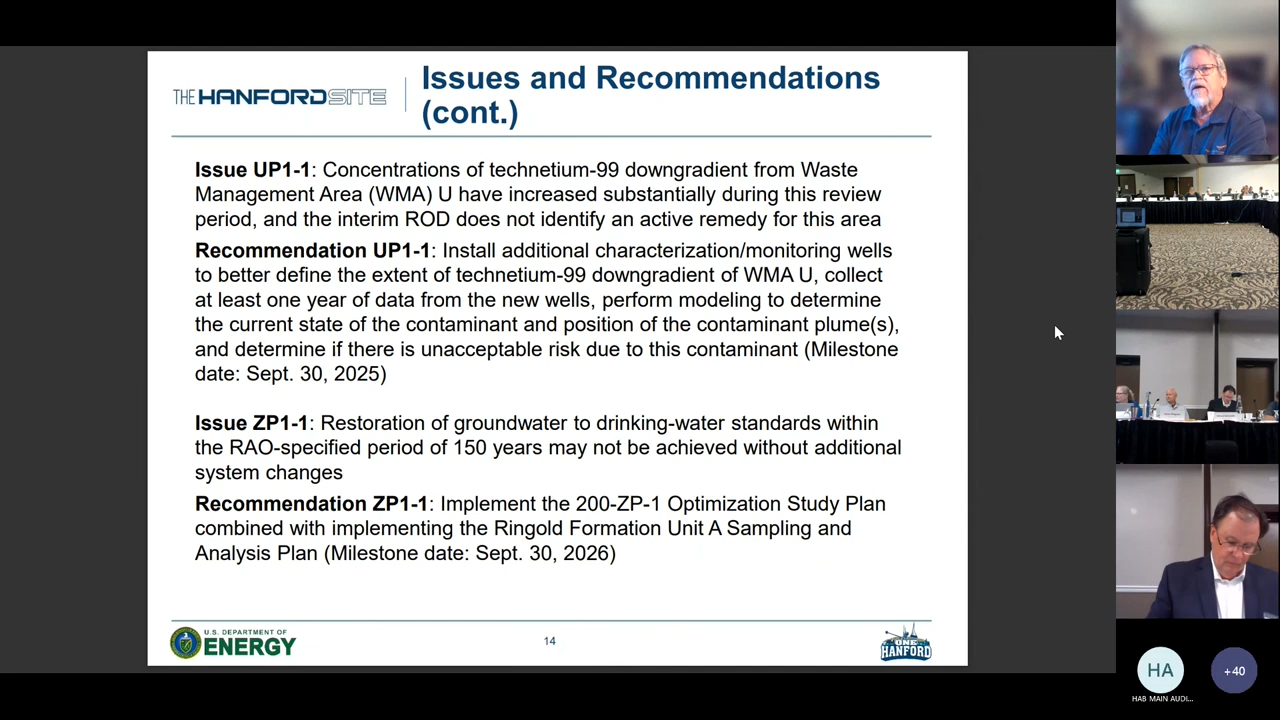 THE HANFORD SITE
Issues and Recommendations
(cont.)
Issue UP1-1: Concentrations of technetium-99 downgradient from Waste
Management Area (WMA) U have increased substantially during this review
period, and the interim ROD does not identify an active remedy for this area
Recommendation UP1-1: Install additional characterization/monitoring wells
to better define the extent of technetium-99 downgradient of WMA U, collect
at least one year of data from the new wells, perform modeling to determine
the current state of the contaminant and position of the contaminant plume(s),
and determine if there is unacceptable risk due to this contaminant (Milestone
date: Sept. 30, 2025)
Issue ZP1-1: Restoration of groundwater to drinking-water standards within
the RAO-specified period of 150 years may not be achieved without additional
system changes
Recommendation ZP1-1: Implement the 200-ZP-1 Optimization Study Plan
combined with implementing the Ringold Formation Unit A Sampling and
Analysis Plan (Milestone date: Sept. 30, 2026)
U.S. DEPARTMENT OF
ENERGY
14
ONE
HANFORD
HA
+40
HAB MAIN AUDI...